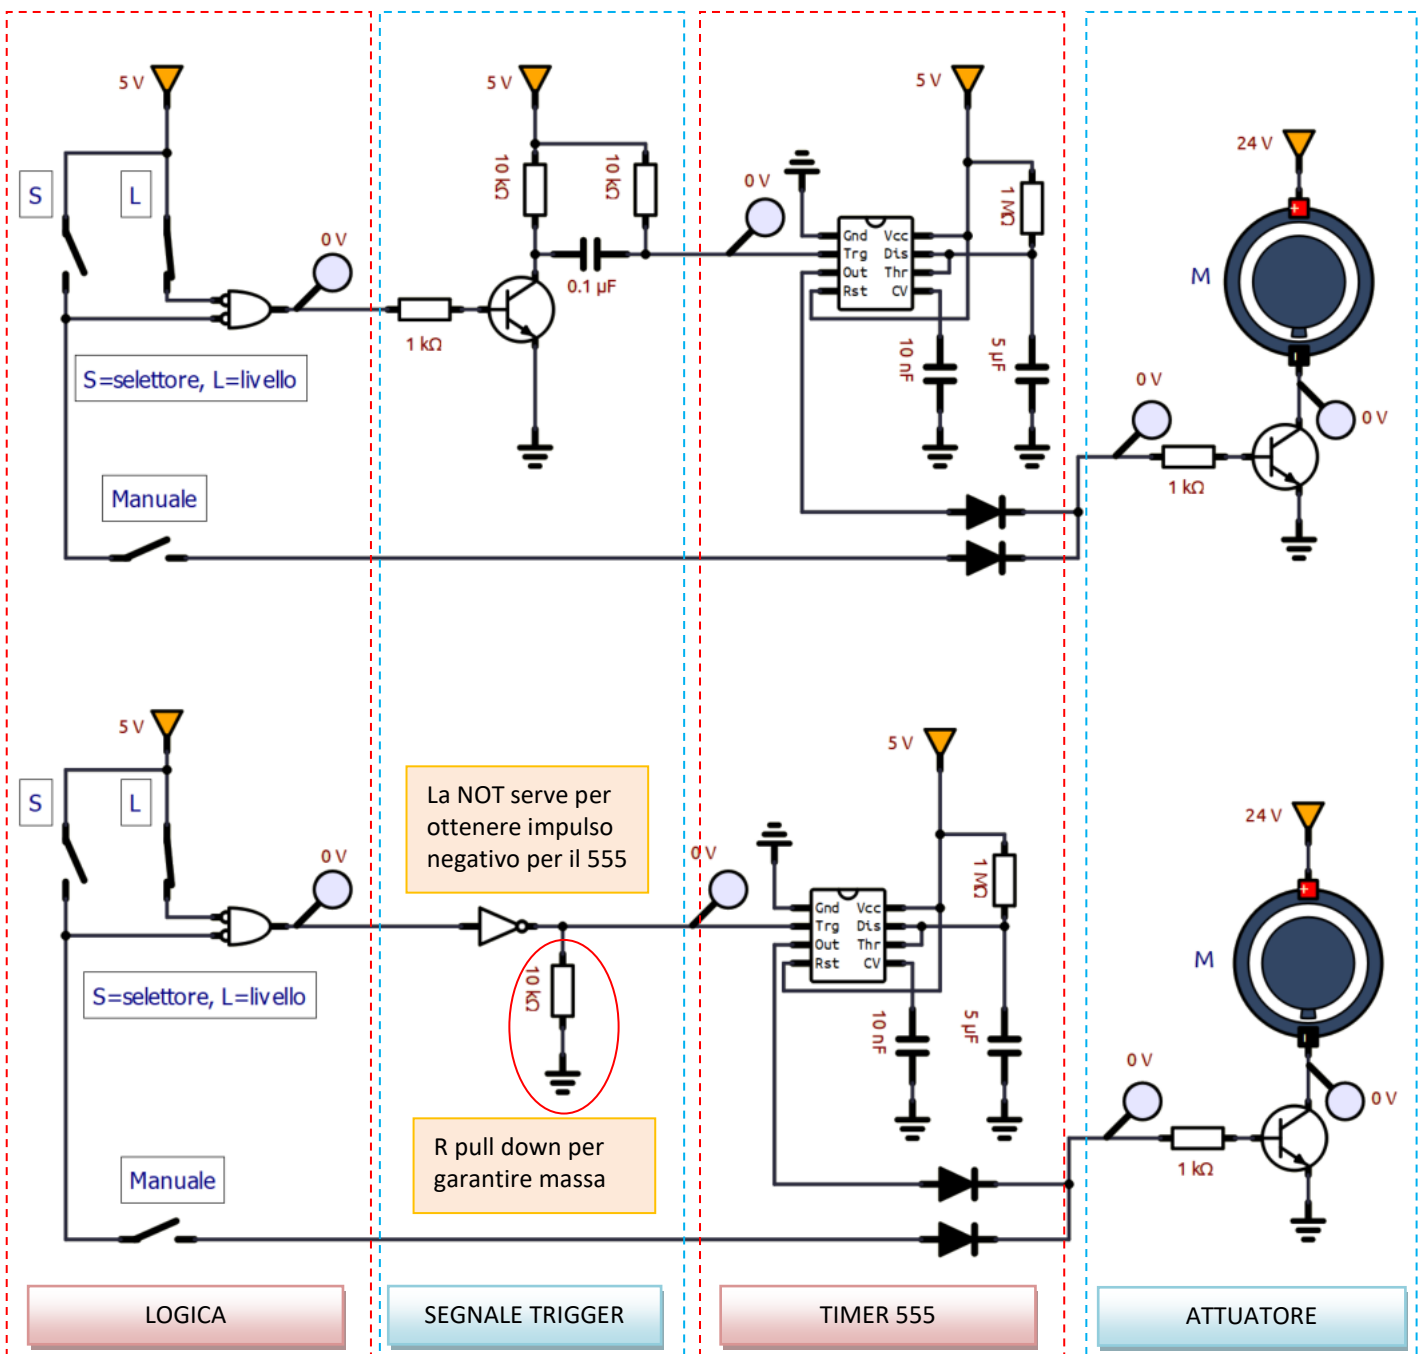 5 V
S
L
0 V
S=selettore, L=livello
Manuale
5 V
10 kΩ
10 kΩ
0.1 µF
1 kΩ
5 V
0 V
1 MΩ
Gnd Vcc
Trg Dis
Out Thr
Rst CV
10 nF
5 µF
24 V
M
0 V
0 V
1 kΩ
5 V
S
L
0 V
S=selettore, L=livello
Manuale
La NOT serve per
ottenere impulso
negativo per il 555
10 kΩ
R pull down per
garantire massa
5 V
0 V
1 MΩ
Gnd Vcc
Trg Dis
Out Thr
Rst CV
10 nF
5 µF
24 V
M
0 V
0 V
1 kΩ
LOGICA
SEGNALE TRIGGER
TIMER 555
ATTUATORE